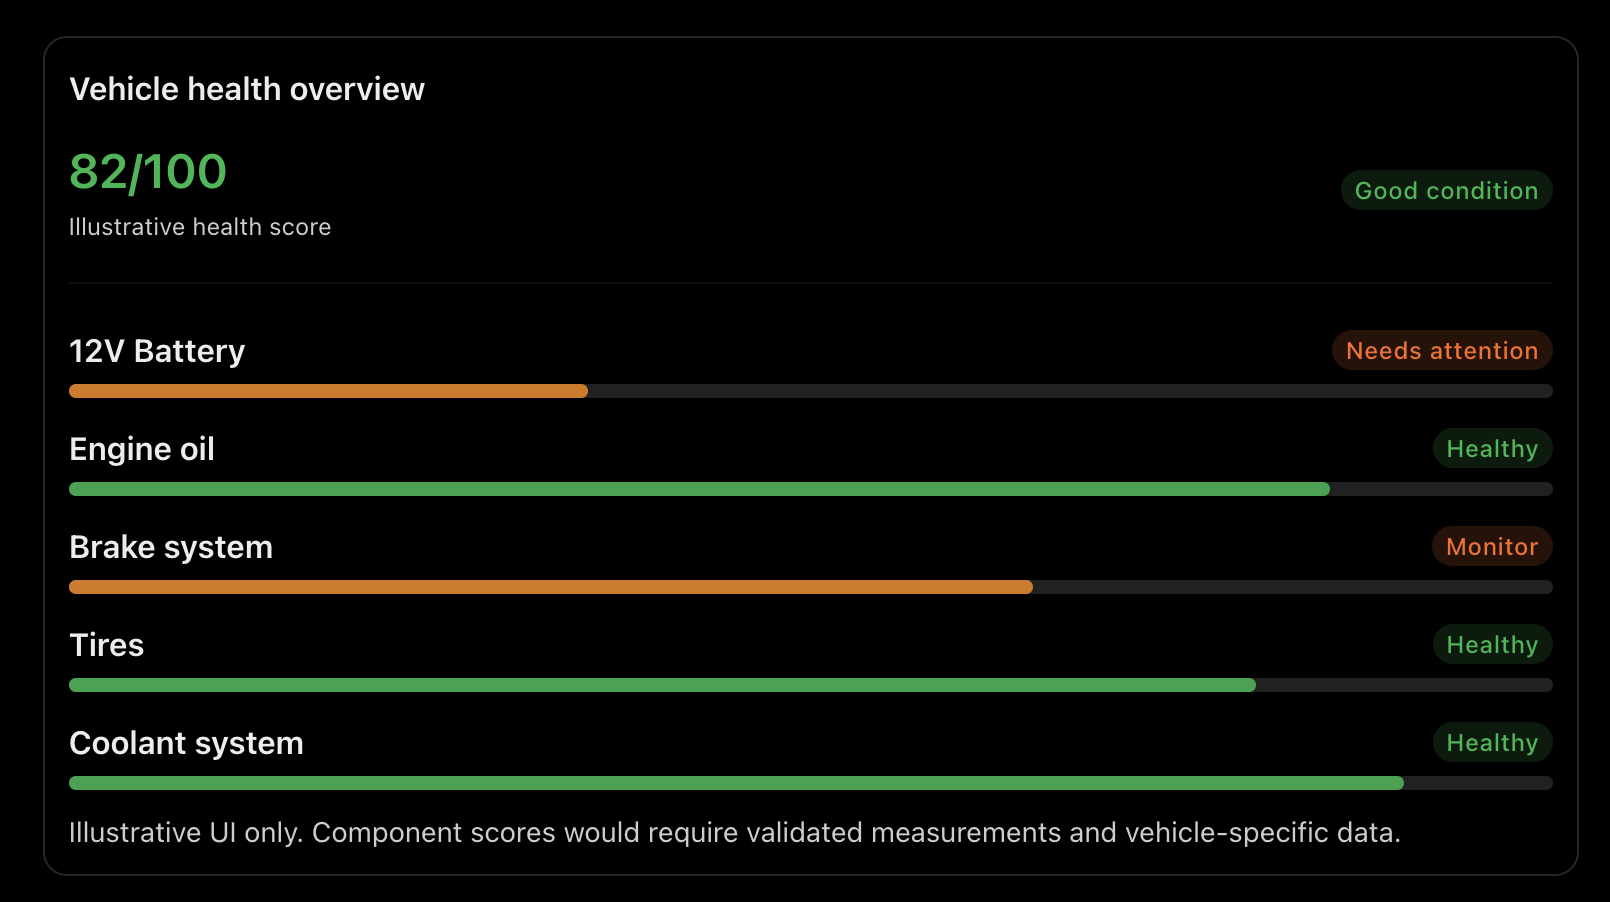 Vehicle health overview
82/100
Good condition
Illustrative health score
12V Battery
Needs attention
Engine oil
Healthy
Brake system
Monitor
Tires
Healthy
Coolant system
Healthy
Illustrative UI only. Component scores would require validated measurements and vehicle-specific data.